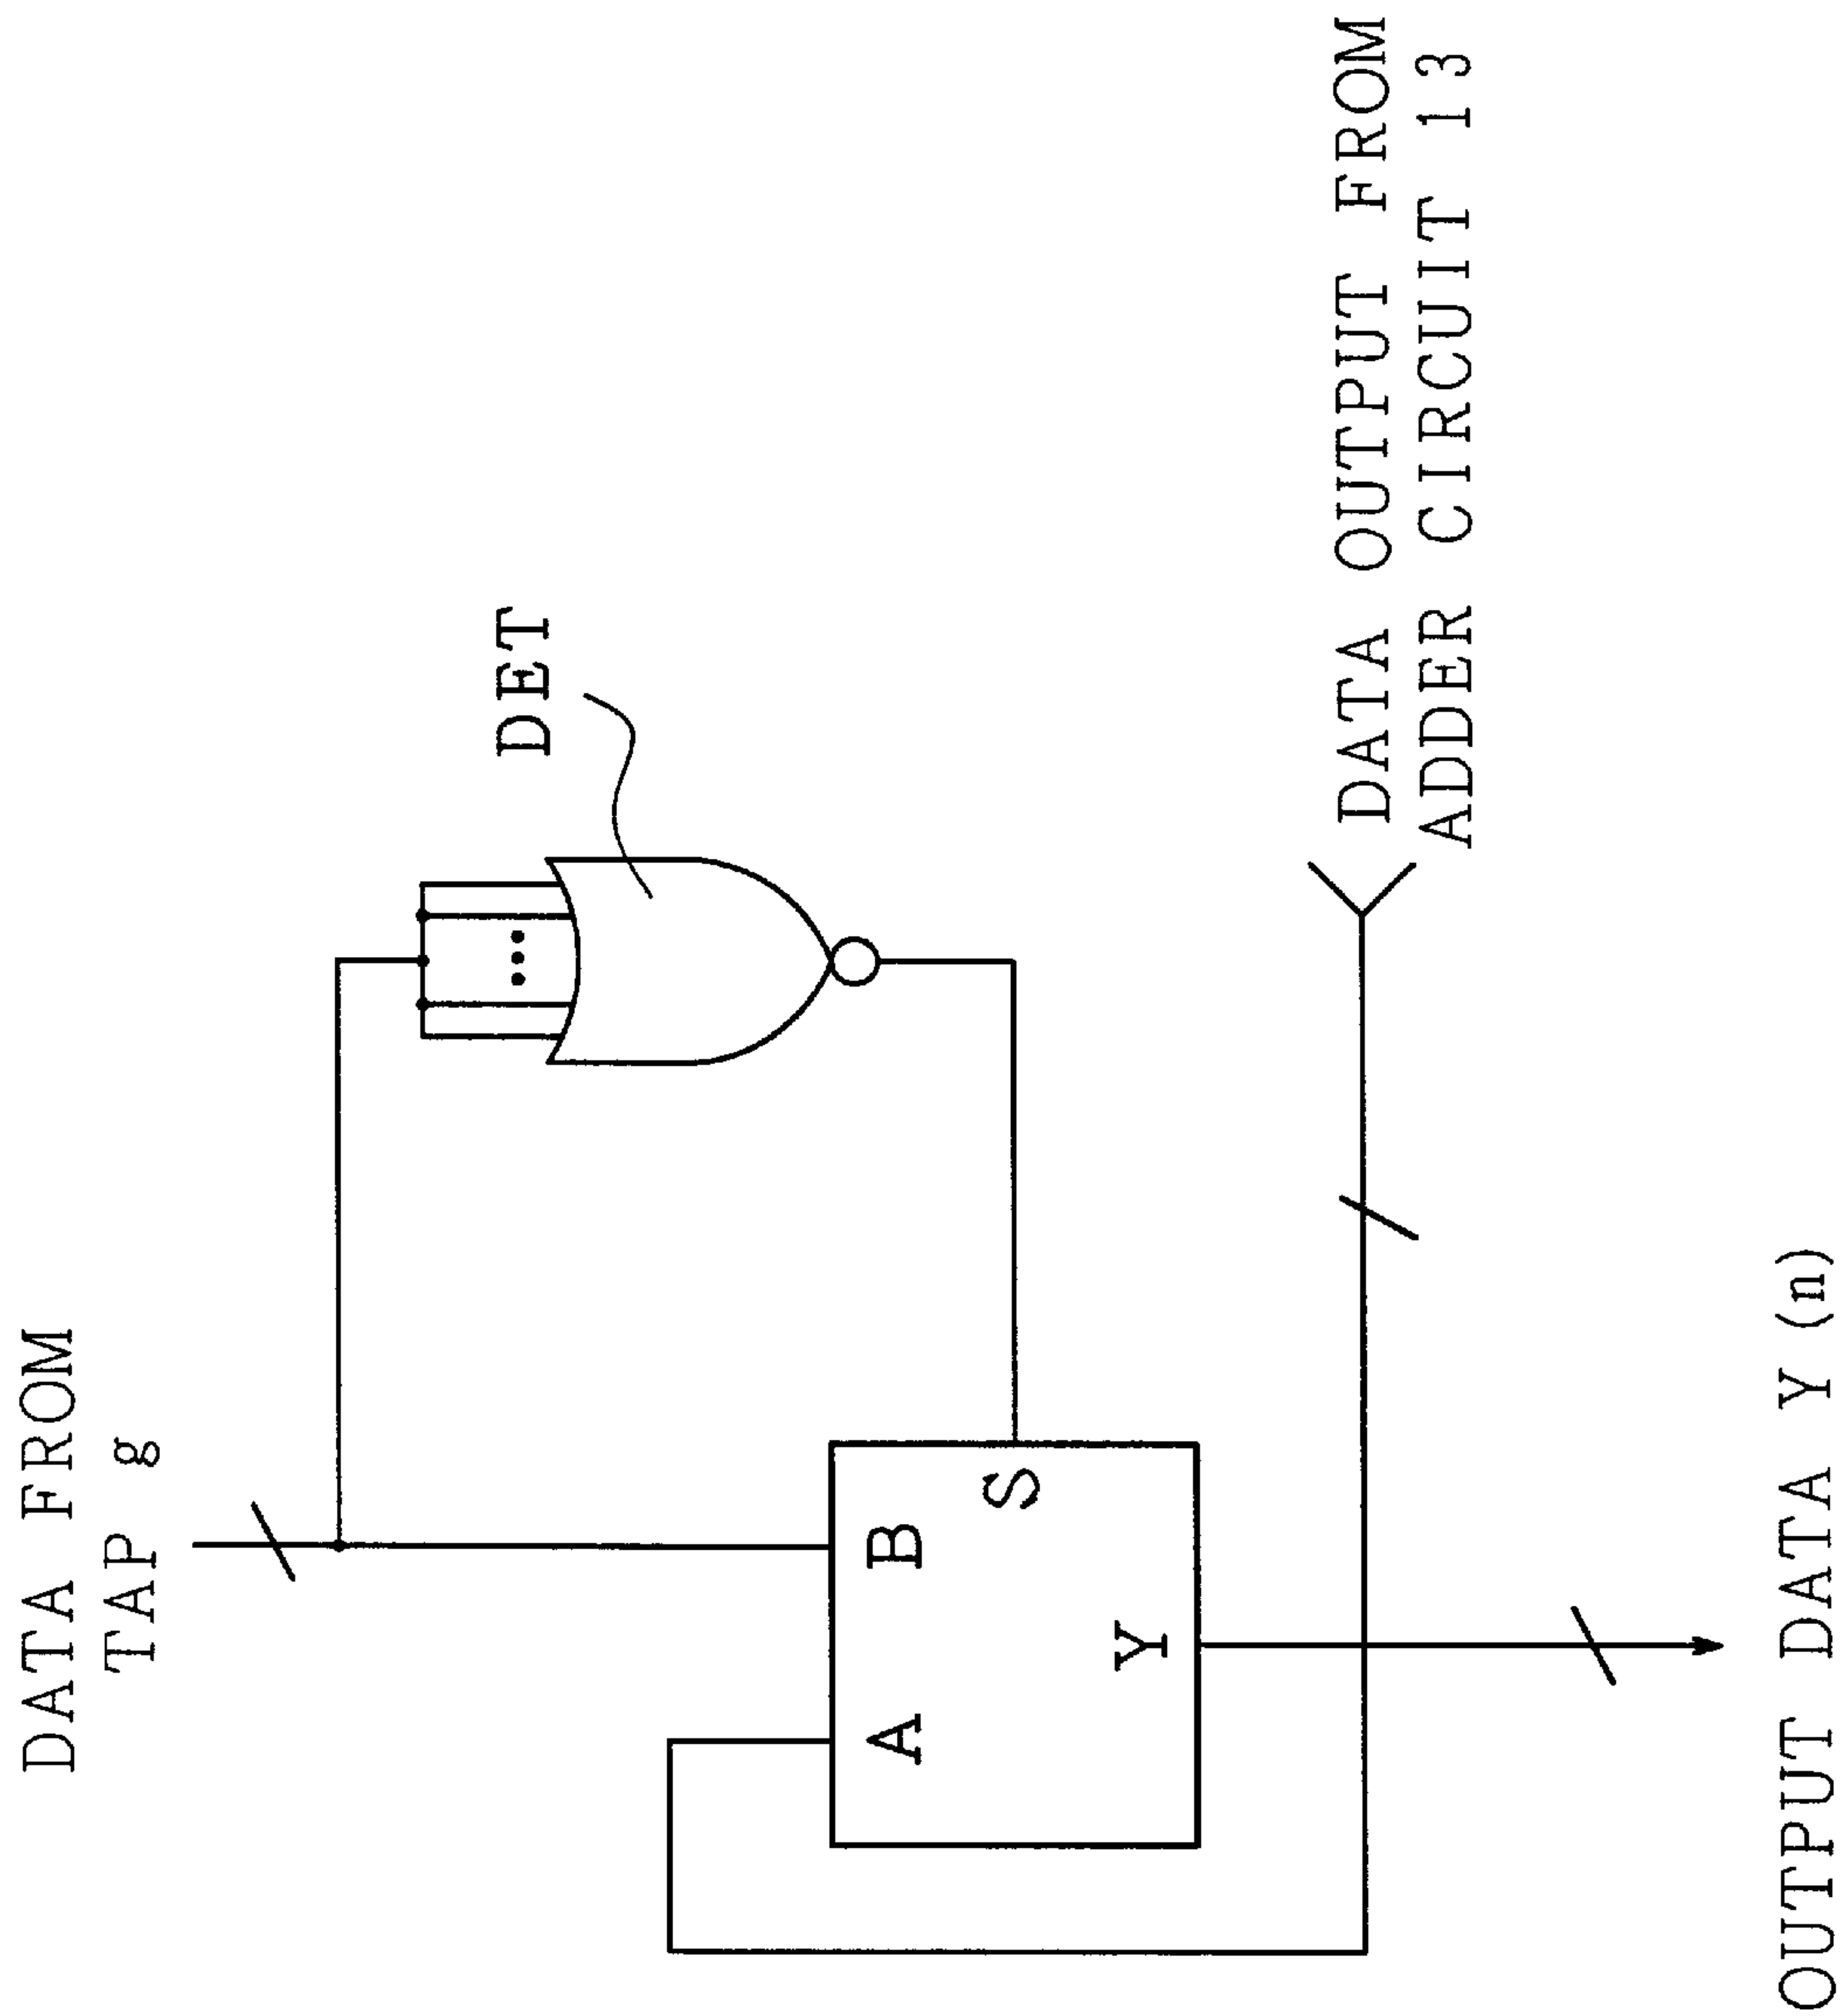 DATA FROM
TAP g
DET
A
B
S
Y
DATA OUTPUT FROM
ADDER CIRCUIT 13
OUTPUT DATA Y (n)